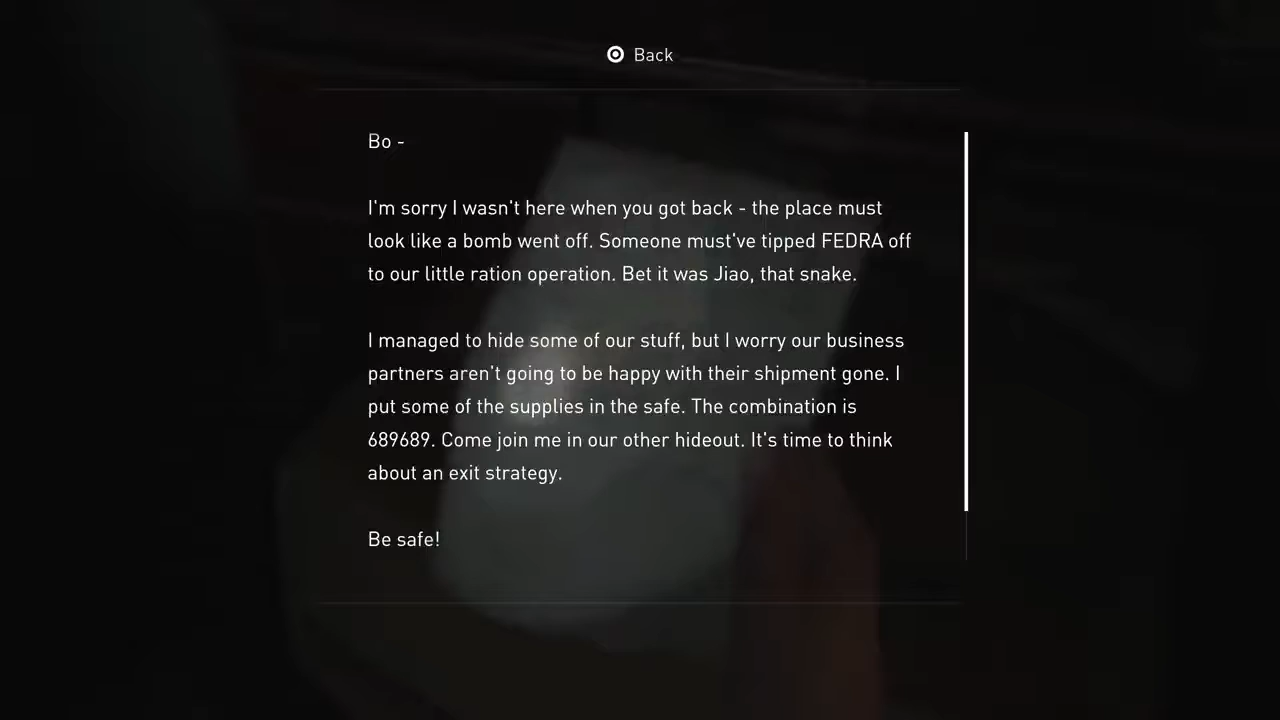 Back
Bo -
I'm sorry I wasn't here when you got back - the place must
look like a bomb went off. Someone must've tipped FEDRA off
to our little ration operation. Bet it was Jiao, that snake.
I managed to hide some of our stuff, but I worry our business
partners aren't going to be happy with their shipment gone. I
put some of the supplies in the safe. The combination is
689689. Come join me in our other hideout. It's time to think
about an exit strategy.
Be safe!